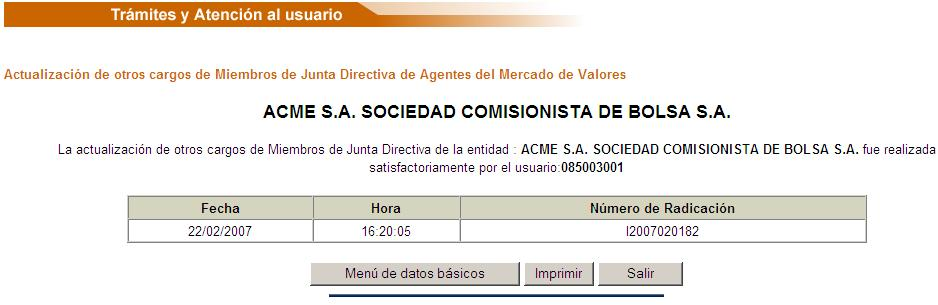 Trámites y Atención al usuario
Actualización de otros cargos de Miembros de Junta Directiva de Agentes del Mercado de Valores
ACME S.A. SOCIEDAD COMISIONISTA DE BOLSA S.A.
La actualización de otros cargos de Miembros de Junta Directiva de la entidad : ACME S.A. SOCIEDAD COMISIONISTA DE BOLSA S.A. fue realizada
satisfactoriamente por el usuario:085003001
Fecha Hora Número de Radicación
22/02/2007 16:20:05 I2007020182
Menú de datos básicos Imprimir Salir